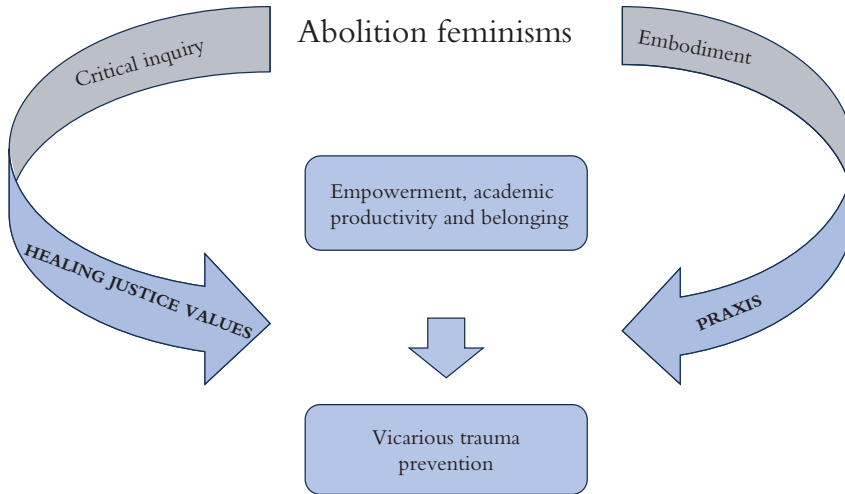 Abolition feminisms
Critical inquiry
Embodiment
Empowerment, academic
productivity and belonging
HEALING JUSTICE VALUES
PRAXIS
Vicarious trauma
prevention